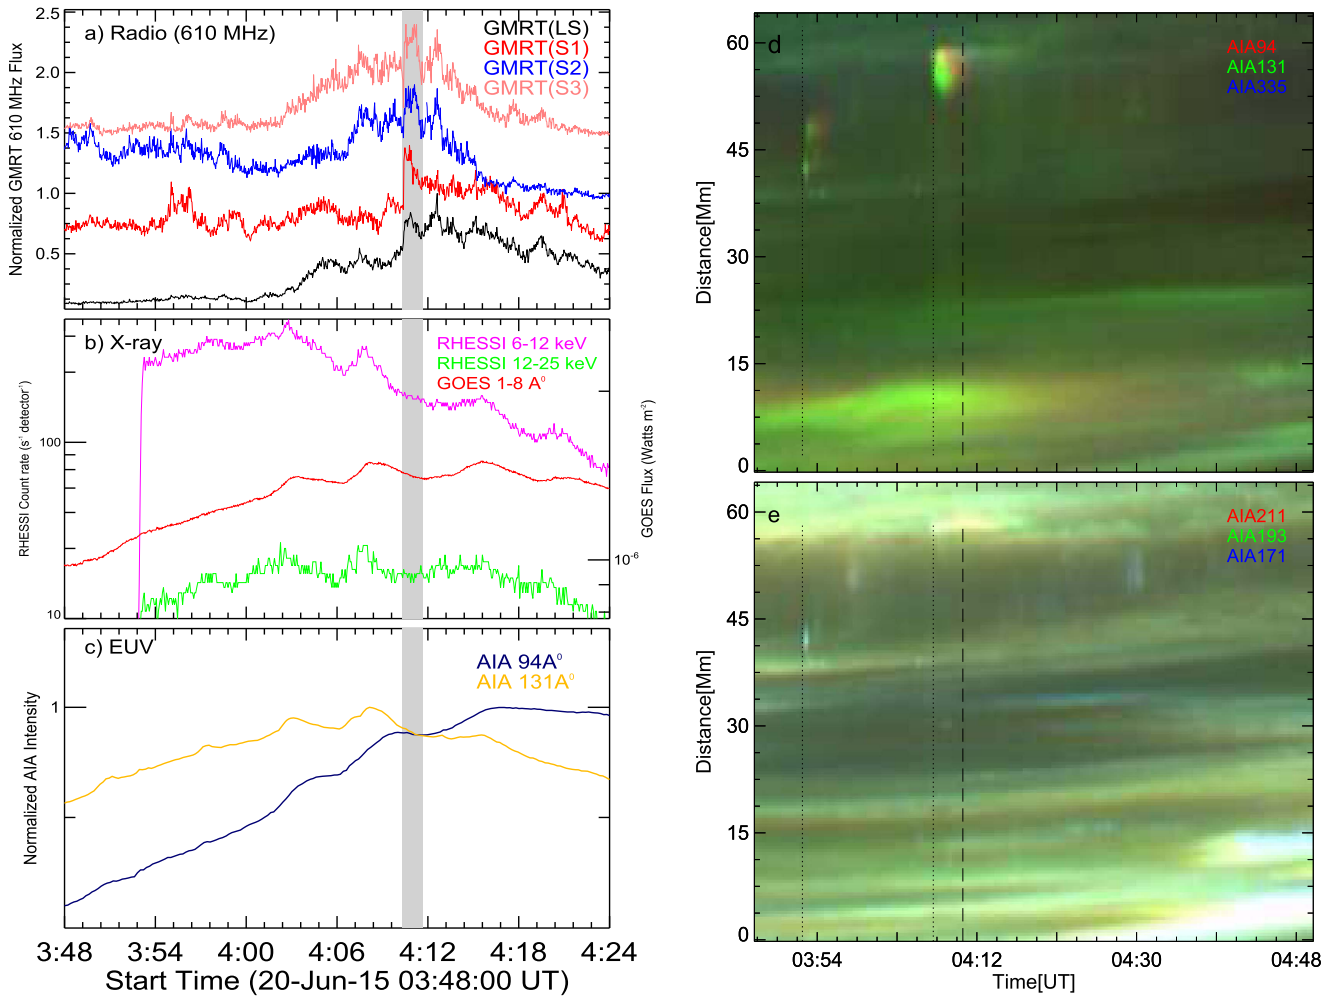 a) Radio (610 MHz)
GMRT(LS)
GMRT(S1)
GMRT(S2)
GMRT(S3)
2.5
2.0
1.5
1.0
0.5
Normalized GMRT 610 MHz Flux
b) X-ray
RHESSI 6-12 keV
RHESSI 12-25 keV
GOES 1-8 A⁰
100
10
RHESSI Count rate (s⁻¹ detector⁻¹)
10⁻⁶
GOES Flux (Watts m⁻²)
c) EUV
AIA 94A⁰
AIA 131A⁰
1
Normalized AIA Intensity
3:48 3:54 4:00 4:06 4:12 4:18 4:24
Start Time (20-Jun-15 03:48:00 UT)
d
AIA94
AIA131
AIA335
60
45
30
15
0
Distance[Mm]
e
AIA211
AIA193
AIA171
60
45
30
15
0
Distance[Mm]
03:54 04:12 04:30 04:48
Time[UT]